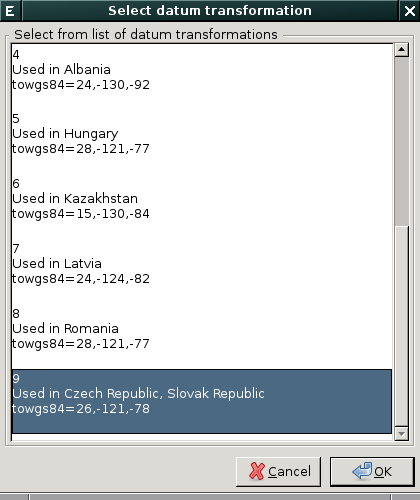 E Select datum transformation X
Select from list of datum transformations
4
Used in Albania
towgs84=24,-130,-92
5
Used in Hungary
towgs84=28,-121,-77
6
Used in Kazakhstan
towgs84=15,-130,-84
7
Used in Latvia
towgs84=24,-124,-82
8
Used in Romania
towgs84=28,-121,-77
9
Used in Czech Republic, Slovak Republic
towgs84=26,-121,-78
Cancel OK